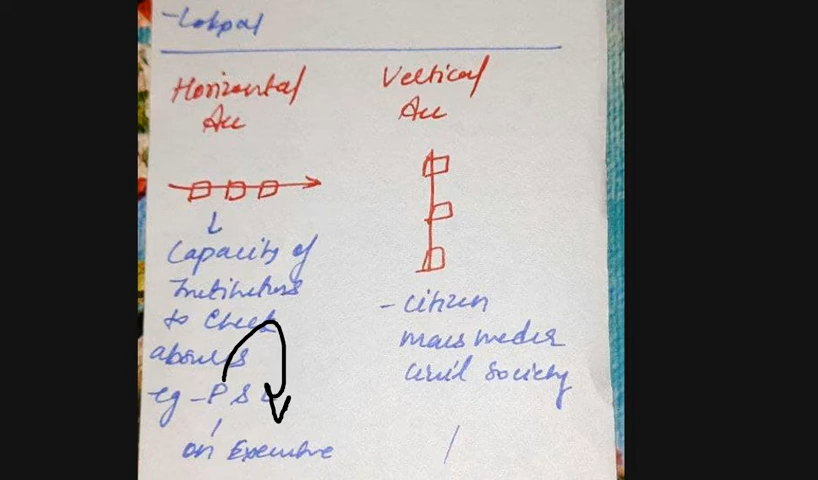 - Lokpal
Horizontal
Acc
Vertical
Acc
Capacity of
Institutions
to Check
abuses
eg - P S
on Executive
- citizen
mass media
civil society